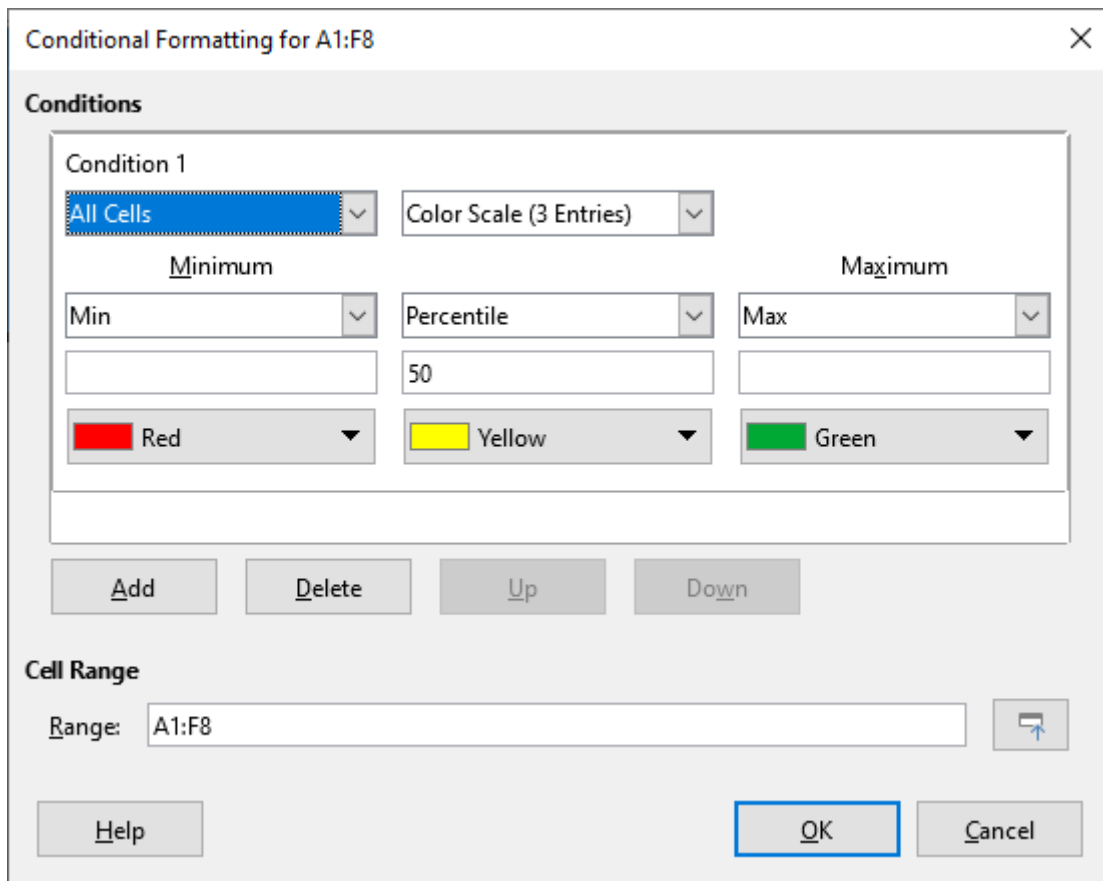 Conditional Formatting for A1:F8
Conditions
Condition 1
All Cells Color Scale (3 Entries)
Minimum Maximum
Min Percentile Max
50
Red Yellow Green
Add Delete Up Down
Cell Range
Range: A1:F8
Help OK Cancel